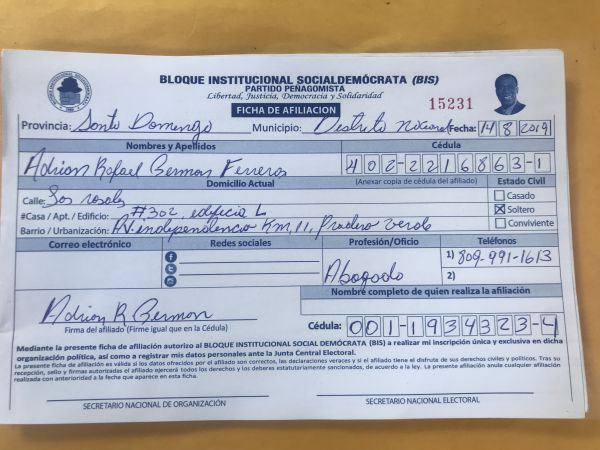 BLOQUE INSTITUCIONAL SOCIALDEMÓCRATA (BIS)
PARTIDO PEÑAGOMISTA
Libertad, Justicia, Democracia y Solidaridad
FICHA DE AFILIACION
15231
Provincia: Santo Domingo Municipio: Distrito Nacional Fecha: 14/8/2019
Nombres y Apellidos Cédula
Adrian Rafael German Ferreras 402-2216863-1
Domicilio Actual (Anexar copia de cédula del afiliado) Estado Civil
Calle: Los rosales Casado
#Casa / Apt. / Edificio: #302, edificia L Soltero
Barrio / Urbanización: Av. independencia Km, 11, Pradera Verde Conviviente
Correo electrónico Redes sociales Profesión/Oficio Teléfonos
1) 809-991-1613
Abogado 2)
Nombre completo de quien realiza la afiliación
Adrian R German
Firma del afiliado (Firme igual que en la Cédula) Cédula: 001-1934323-4
Mediante la presente ficha de afiliación autorizo al BLOQUE INSTITUCIONAL SOCIAL DEMÓCRATA (BIS) a realizar mi inscripción única y exclusiva en dicha
organización política, así como a registrar mis datos personales ante la Junta Central Electoral.
La presente ficha de afiliación es válida si los datos ofrecidos por el afiliado son correctos, las declaraciones veraces y si el afiliado tiene el disfrute de sus derechos civiles y políticos. Tras su
recepción, sello y firmas autorizadas el afiliado ejercerá todos los derechos y los deberes estatutariamente sancionados, de acuerdo a la ley. La presente afiliación anula cualquier afiliación
realizada con anterioridad a la fecha que aparece en esta ficha.
SECRETARIO NACIONAL DE ORGANIZACIÓN SECRETARIO NACIONAL ELECTORAL